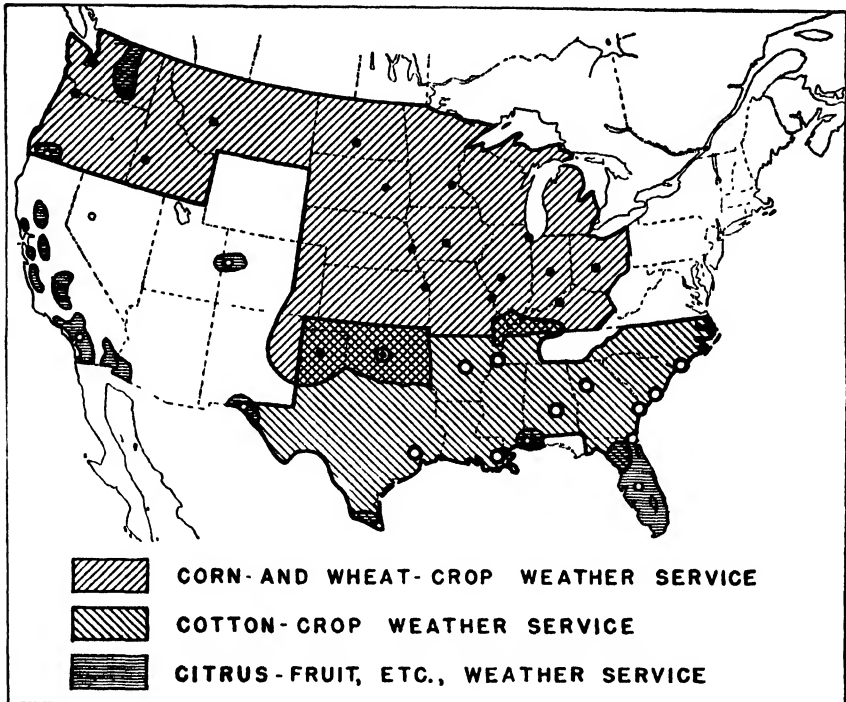 CORN-AND WHEAT-CROP WEATHER SERVICE
COTTON-CROP WEATHER SERVICE
CITRUS-FRUIT, ETC., WEATHER SERVICE